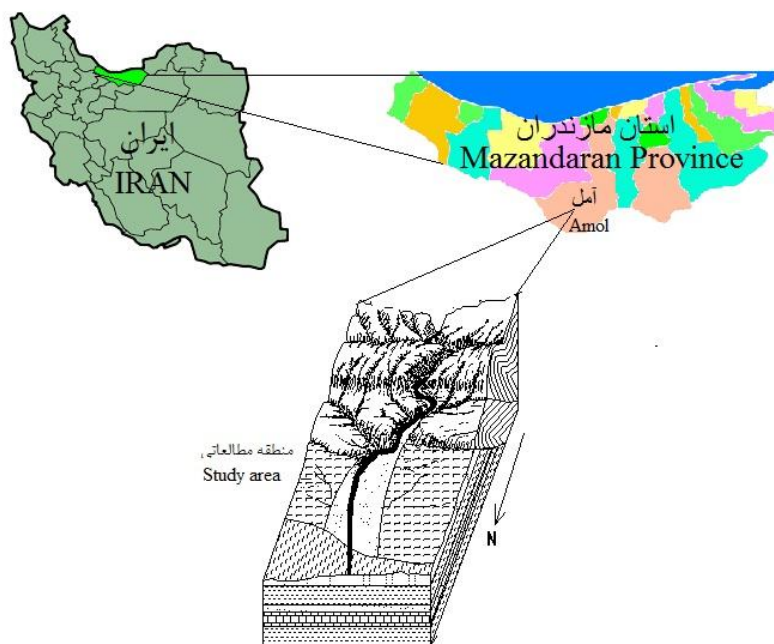 ایران
IRAN
استان مازندران
Mazandaran Province
آمل
Amol
منطقه مطالعاتی
Study area
N